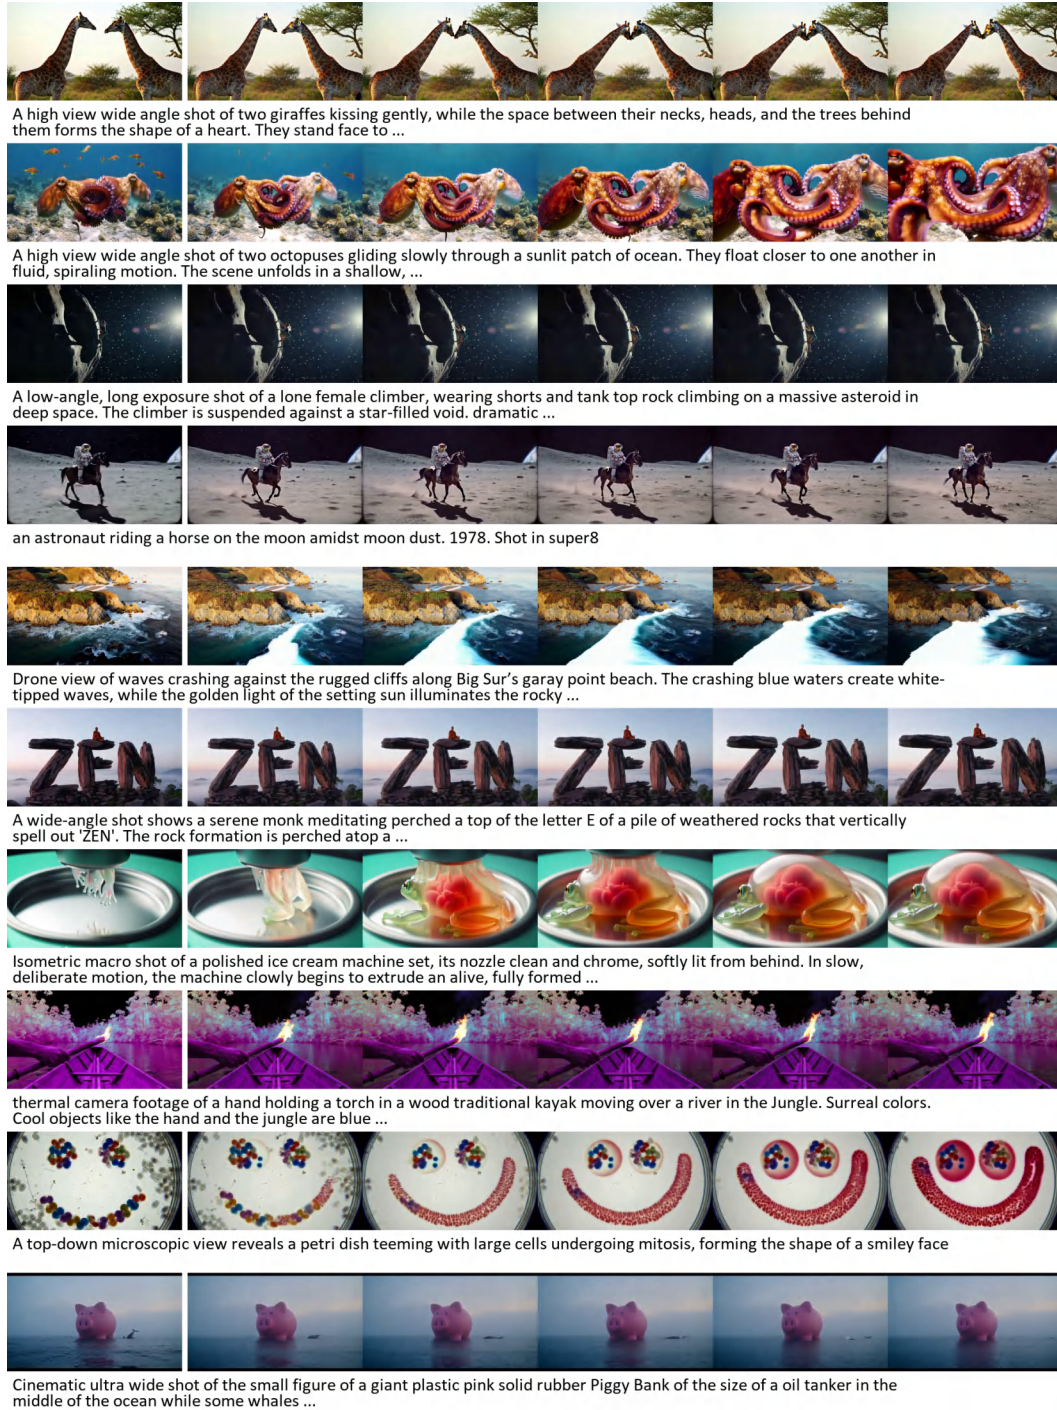 A high view wide angle shot of two giraffes kissing gently, while the space between their necks, heads, and the trees behind
them forms the shape of a heart. They stand face to ...
A high view wide angle shot of two octopuses gliding slowly through a sunlit patch of ocean. They float closer to one another in
fluid, spiraling motion. The scene unfolds in a shallow, ...
A low-angle, long exposure shot of a lone female climber, wearing shorts and tank top rock climbing on a massive asteroid in
deep space. The climber is suspended against a star-filled void. dramatic ...
an astronaut riding a horse on the moon amidst moon dust. 1978. Shot in super8
Drone view of waves crashing against the rugged cliffs along Big Sur’s garay point beach. The crashing blue waters create white-
tipped waves, while the golden light of the setting sun illuminates the rocky ...
ZEN ZEN ZEN ZEN ZEN ZEN
A wide-angle shot shows a serene monk meditating perched a top of the letter E of a pile of weathered rocks that vertically
spell out 'ZEN'. The rock formation is perched atop a ...
Isometric macro shot of a polished ice cream machine set, its nozzle clean and chrome, softly lit from behind. In slow,
deliberate motion, the machine clowly begins to extrude an alive, fully formed ...
thermal camera footage of a hand holding a torch in a wood traditional kayak moving over a river in the Jungle. Surreal colors.
Cool objects like the hand and the jungle are blue ...
A top-down microscopic view reveals a petri dish teeming with large cells undergoing mitosis, forming the shape of a smiley face
Cinematic ultra wide shot of the small figure of a giant plastic pink solid rubber Piggy Bank of the size of a oil tanker in the
middle of the ocean while some whales ...